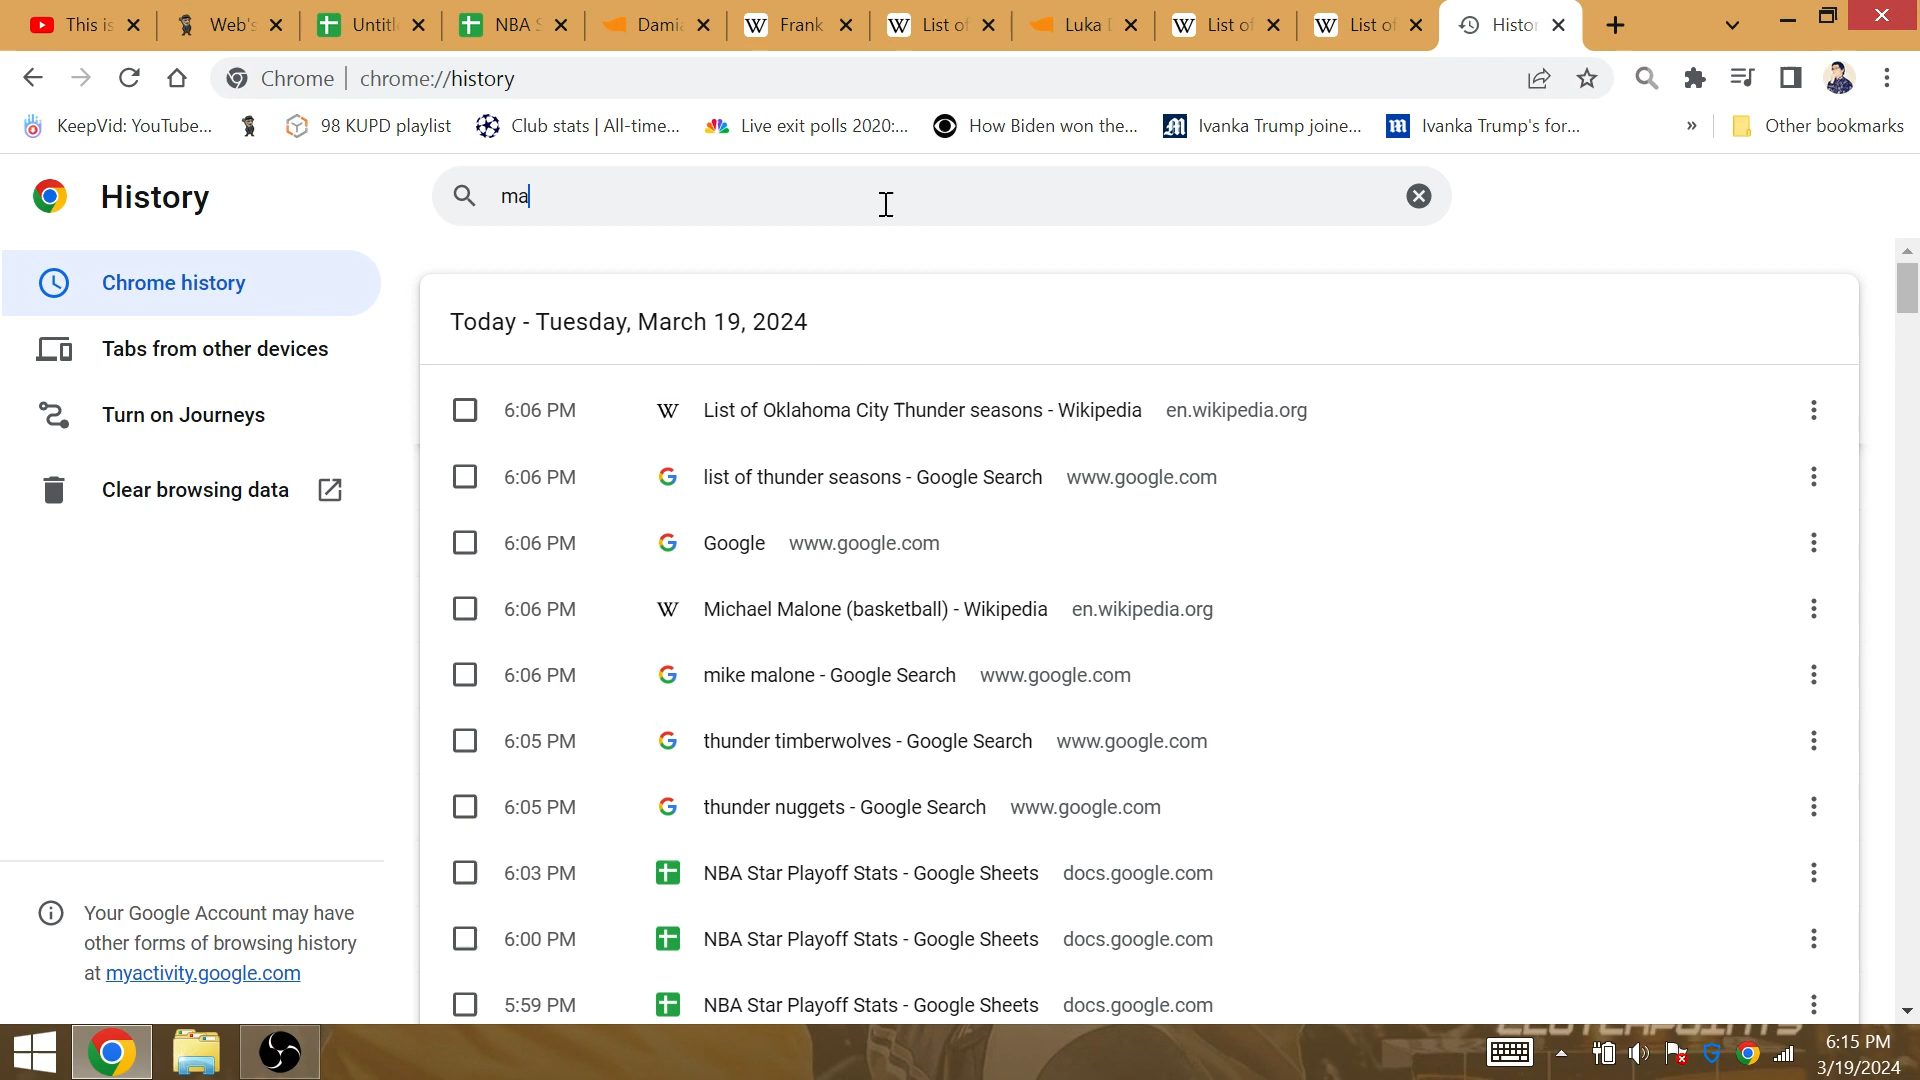 This is
Web's
Untitl
NBA S
Damia
Frank
List of
Luka D
List of
List of
Histor
Chrome | chrome://history
KeepVid: YouTube...
98 KUPD playlist
Club stats | All-time...
Live exit polls 2020:...
How Biden won the...
Ivanka Trump joine...
Ivanka Trump's for...
»
Other bookmarks
History
ma
Chrome history
Tabs from other devices
Turn on Journeys
Clear browsing data
Your Google Account may have
other forms of browsing history
at myactivity.google.com
Today - Tuesday, March 19, 2024
6:06 PM List of Oklahoma City Thunder seasons - Wikipedia en.wikipedia.org
6:06 PM list of thunder seasons - Google Search www.google.com
6:06 PM Google www.google.com
6:06 PM Michael Malone (basketball) - Wikipedia en.wikipedia.org
6:06 PM mike malone - Google Search www.google.com
6:05 PM thunder timberwolves - Google Search www.google.com
6:05 PM thunder nuggets - Google Search www.google.com
6:03 PM NBA Star Playoff Stats - Google Sheets docs.google.com
6:00 PM NBA Star Playoff Stats - Google Sheets docs.google.com
5:59 PM NBA Star Playoff Stats - Google Sheets docs.google.com
CLUTCHPOINTS
6:15 PM
3/19/2024